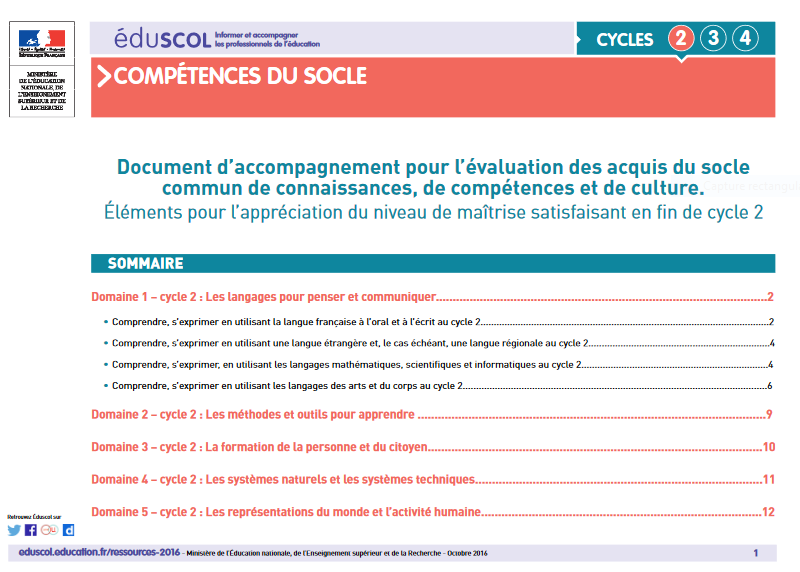 Liberté • Égalité • Fraternité
RÉPUBLIQUE FRANÇAISE
MINISTÈRE
DE L'ÉDUCATION
NATIONALE, DE
L'ENSEIGNEMENT
SUPÉRIEUR ET DE
LA RECHERCHE
éduSCOL
Informer et accompagner
les professionnels de l'éducation
CYCLES 2 3 4
COMPÉTENCES DU SOCLE
Document d'accompagnement pour l'évaluation des acquis du socle
commun de connaissances, de compétences et de culture.
Éléments pour l'appréciation du niveau de maîtrise satisfaisant en fin de cycle 2
Capture rectangula
SOMMAIRE
Domaine 1 – cycle 2 : Les langages pour penser et communiquer 2
• Comprendre, s'exprimer en utilisant la langue française à l'oral et à l'écrit au cycle 2 2
• Comprendre, s'exprimer en utilisant une langue étrangère et, le cas échéant, une langue régionale au cycle 2 4
• Comprendre, s'exprimer, en utilisant les langages mathématiques, scientifiques et informatiques au cycle 2 4
• Comprendre, s'exprimer en utilisant les langages des arts et du corps au cycle 2 6
Domaine 2 – cycle 2 : Les méthodes et outils pour apprendre 9
Domaine 3 – cycle 2 : La formation de la personne et du citoyen 10
Domaine 4 – cycle 2 : Les systèmes naturels et les systèmes techniques 11
Domaine 5 – cycle 2 : Les représentations du monde et l'activité humaine 12
Retrouvez Éduscol sur
eduscol.education.fr/ressources-2016 - Ministère de l'Éducation nationale, de l'Enseignement supérieur et de la Recherche - Octobre 2016
1